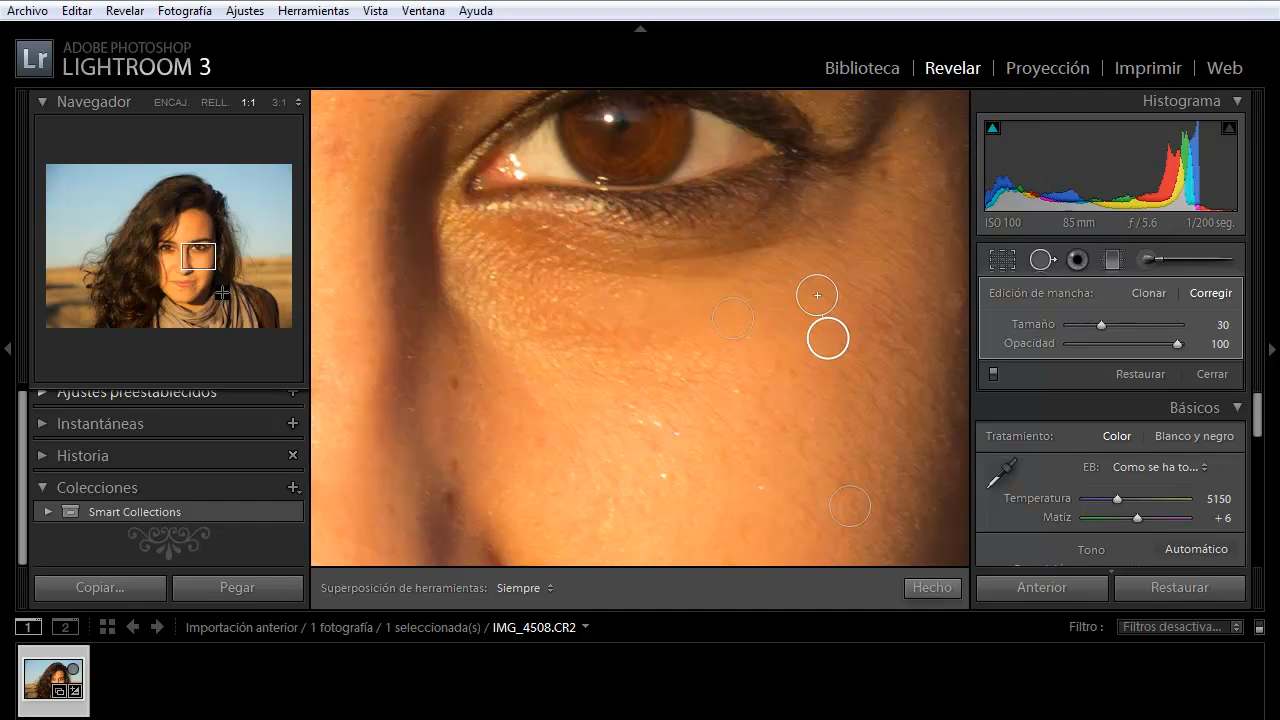 Archivo Editar Revelar Fotografía Ajustes Herramientas Vista Ventana Ayuda
Lr
ADOBE PHOTOSHOP
LIGHTROOM 3
Biblioteca | Revelar | Proyección | Imprimir | Web
Navegador ENCAJ. RELL. 1:1 3:1
Histograma
ISO 100 85 mm ƒ / 5.6 1/200 seg.
Edición de mancha: Clonar Corregir
Tamaño 30
Opacidad 100
Restaurar Cerrar
Ajustes preestablecidos
Instantáneas
Historia
Colecciones
Smart Collections
Copiar... Pegar
Básicos
Tratamiento: Color Blanco y negro
EB: Como se ha to...
Temperatura 5150
Matiz + 6
Tono Automático
Superposición de herramientas: Siempre
Hecho
Anterior Restaurar
1 2 Importación anterior / 1 fotografía / 1 seleccionada(s) / IMG_4508.CR2
Filtro : Filtros desactiva...